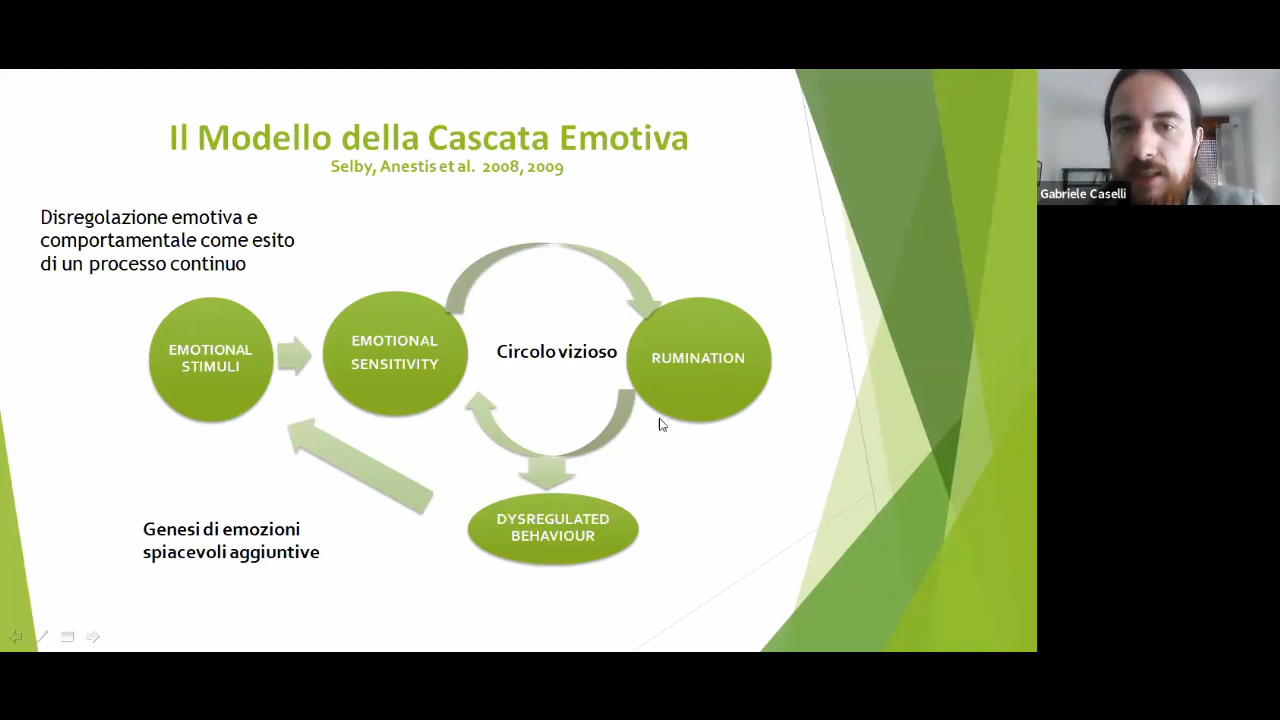 Il Modello della Cascata Emotiva
Selby, Anestis et al. 2008, 2009
Gabriele Caselli
Disregolazione emotiva e
comportamentale come esito
di un processo continuo
EMOTIONAL
STIMULI
EMOTIONAL
SENSITIVITY
Circolo vizioso
RUMINATION
DYSREGULATED
BEHAVIOUR
Genesi di emozioni
spiacevoli aggiuntive